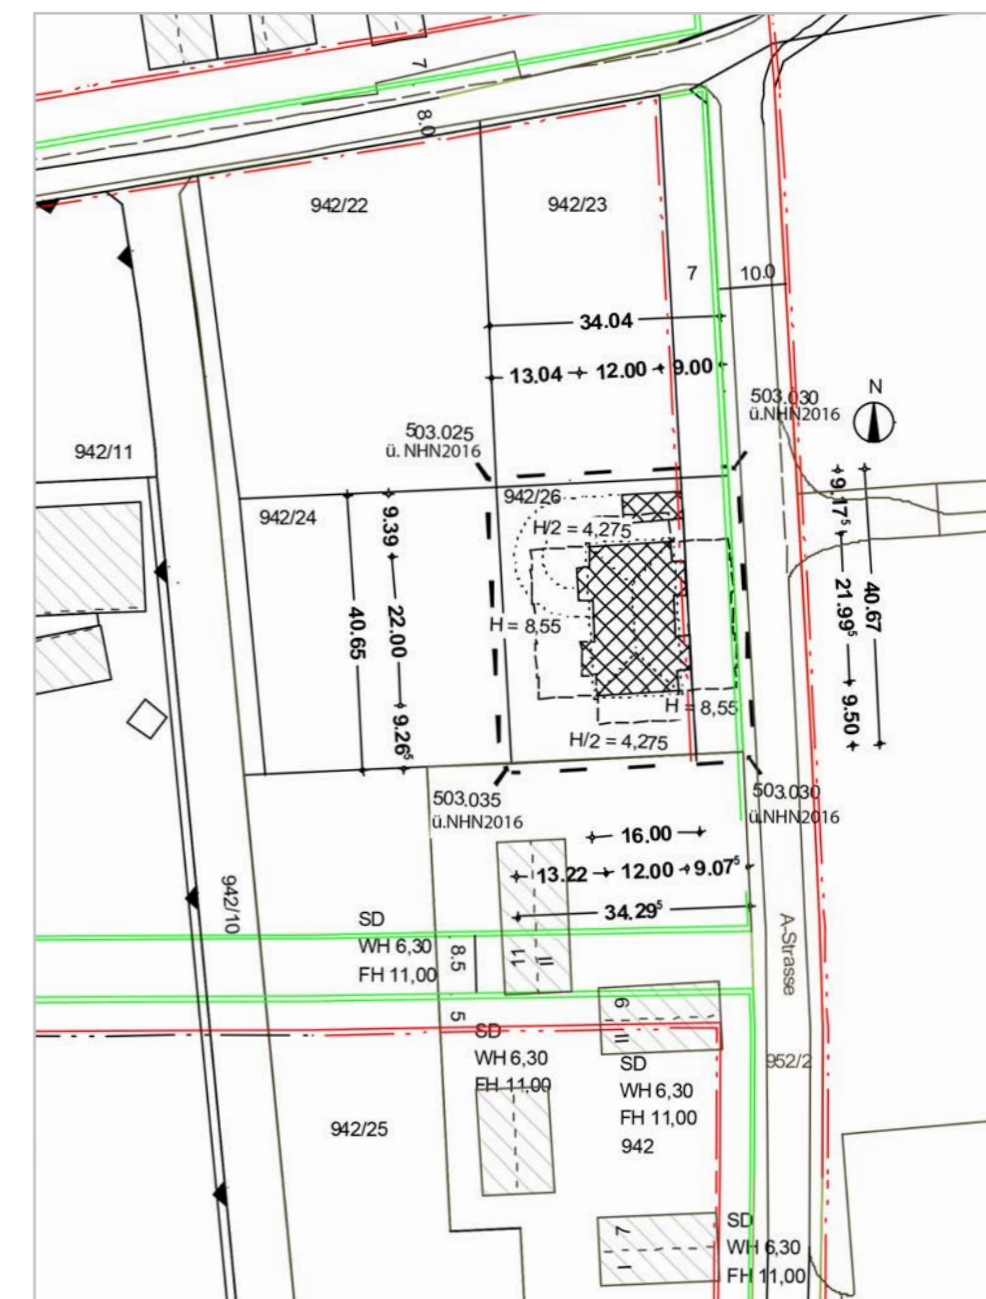 7
8.0
942/22
942/23
7
10.0
34.04
13.04
12.00
9.00
503.030
ü.NHN2016
N
503.025
ü. NHN2016
942/11
942/26
942/24
H/2 = 4,275
9.39
22.00
9.26⁵
40.65
H = 8,55
9.17⁵
21.99⁵
9.50
40.67
H = 8,55
H/2 = 4,275
503.035
ü.NHN2016
503.030
ü.NHN2016
16.00
13.22
12.00
9.07⁵
34.29⁵
942/10
SD
WH 6,30
FH 11,00
8.5
11
II
A-Strasse
5
9
II
SD
WH 6,30
FH 11,00
SD
WH 6,30
FH 11,00
942
952/2
942/25
7
I
SD
WH 6,30
FH 11,00